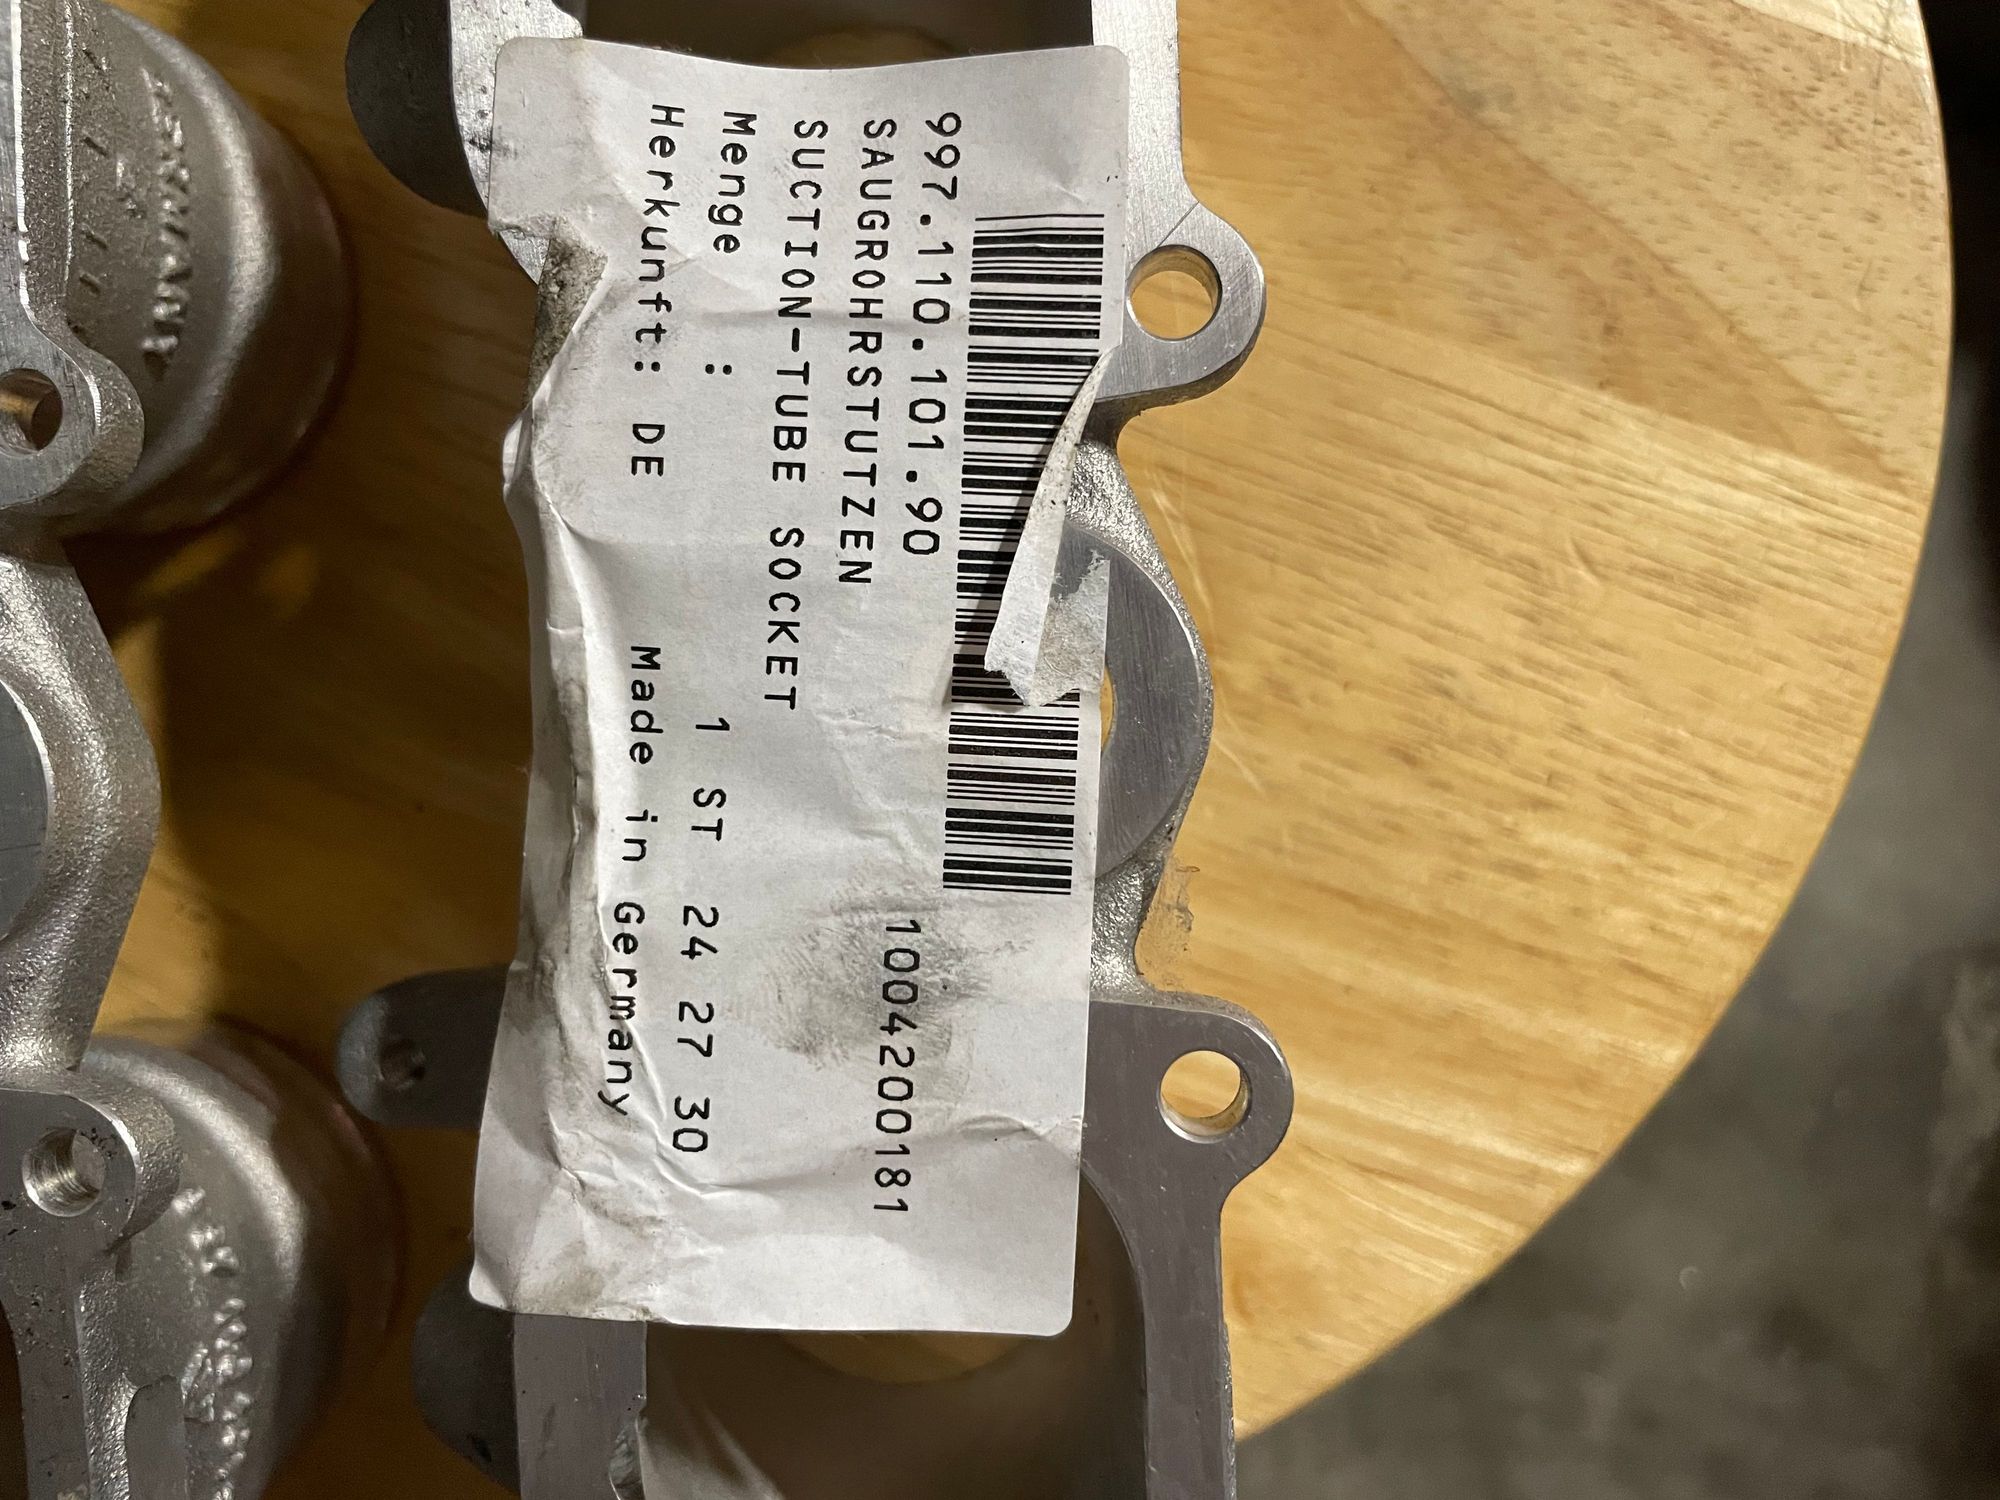 997.110.101.90
1004200181
SAUGROHRSTUTZEN
SUCTION-TUBE SOCKET
Menge : 1 ST 24 27 30
Herkunft: DE Made in Germany
GERMANY